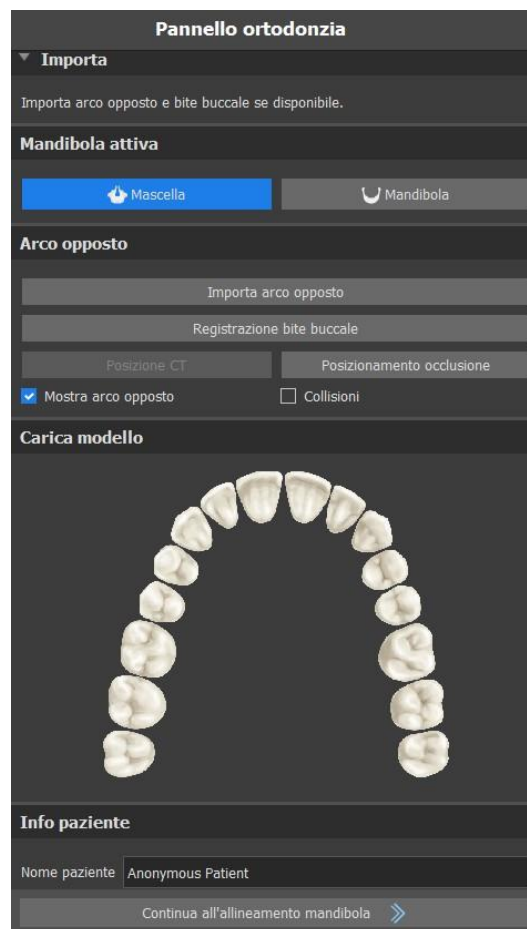 Pannello ortodonzia
Importa
Importa arco opposto e bite buccale se disponibile.
Mandibola attiva
Mascella Mandibola
Arco opposto
Importa arco opposto
Registrazione bite buccale
Posizione CT Posizionamento occlusione
Mostra arco opposto Collisioni
Carica modello
Info paziente
Nome paziente Anonymous Patient
Continua all'allineamento mandibola